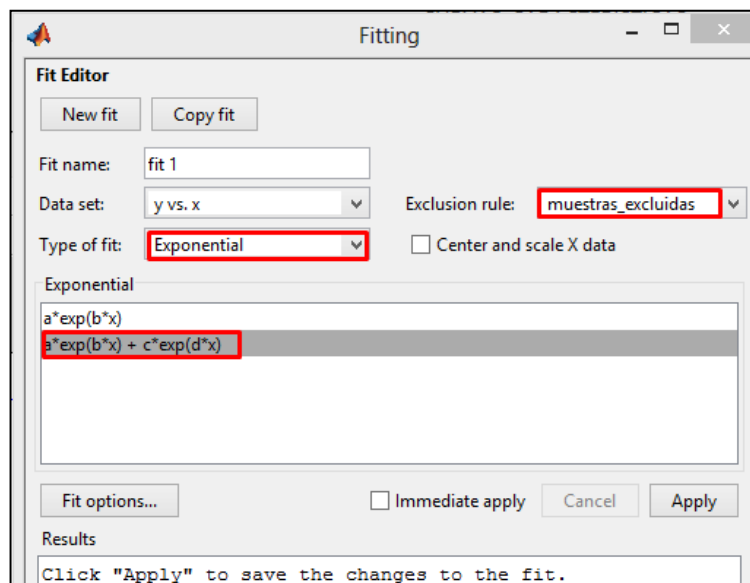 Fitting
Fit Editor
New fit Copy fit
Fit name: fit 1
Data set: y vs. x Exclusion rule: muestras_excluidas
Type of fit: Exponential Center and scale X data
Exponential
a*exp(b*x)
a*exp(b*x) + c*exp(d*x)
Fit options... Immediate apply Cancel Apply
Results
Click "Apply" to save the changes to the fit.